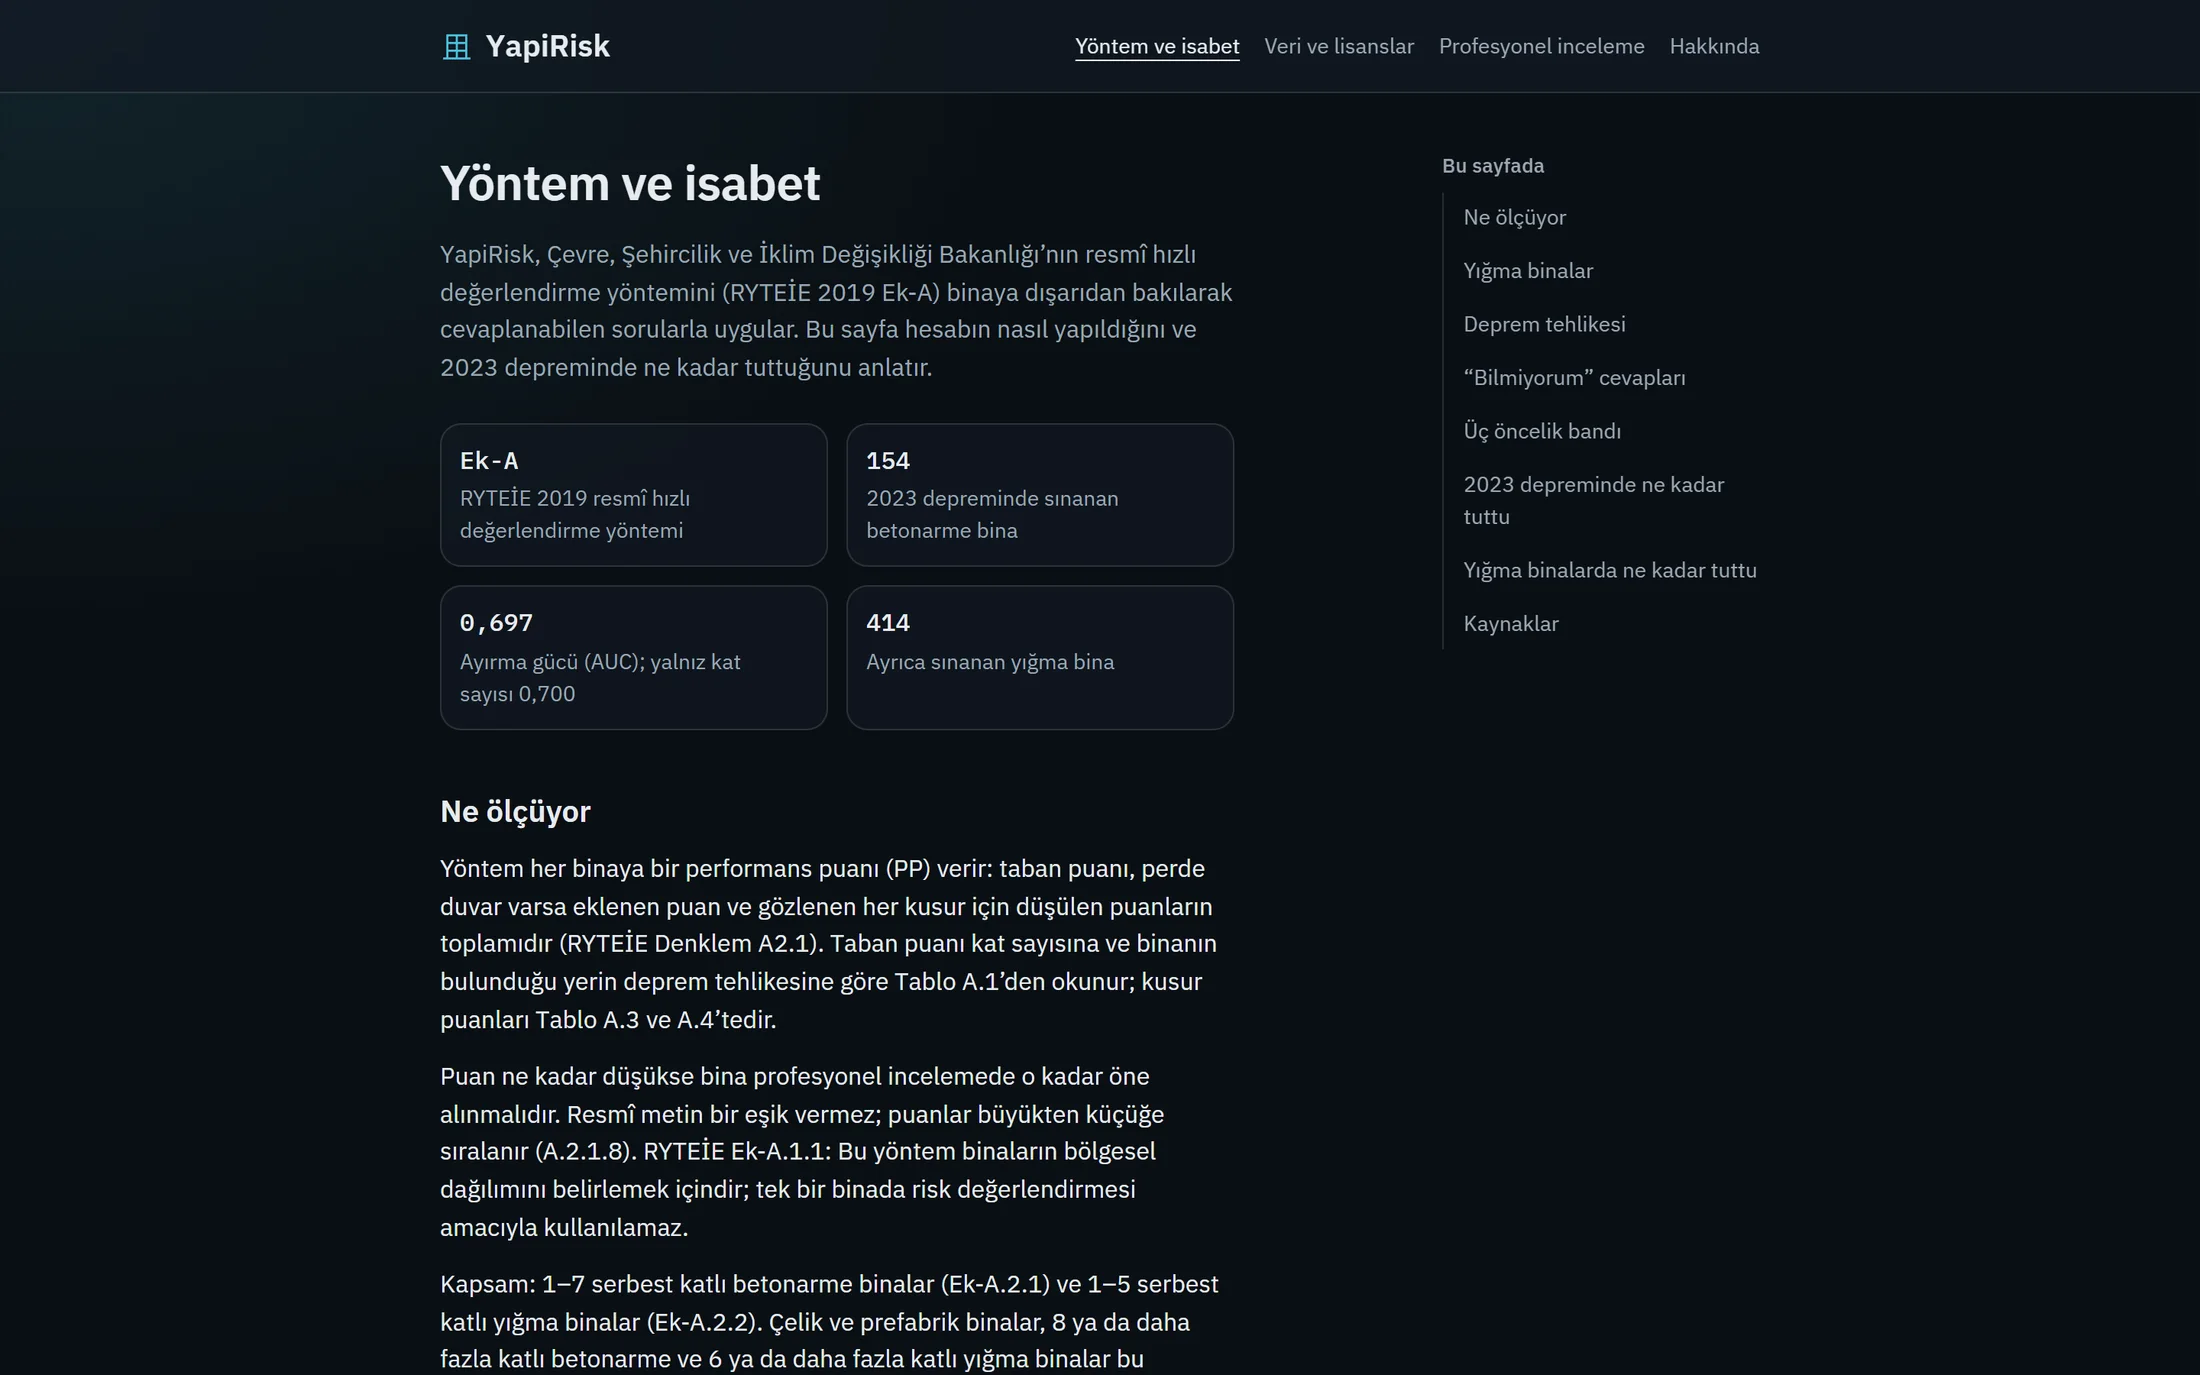 YapiRisk
Yöntem ve isabet
Veri ve lisanslar
Profesyonel inceleme
Hakkında
Yöntem ve isabet
YapiRisk, Çevre, Şehircilik ve İklim Değişikliği Bakanlığı’nın resmî hızlı
değerlendirme yöntemini (RYTEİE 2019 Ek-A) binaya dışarıdan bakılarak
cevaplanabilen sorularla uygular. Bu sayfa hesabın nasıl yapıldığını ve
2023 depreminde ne kadar tuttuğunu anlatır.
Ek-A
RYTEİE 2019 resmî hızlı
değerlendirme yöntemi
154
2023 depreminde sınanan
betonarme bina
0,697
Ayırma gücü (AUC); yalnız kat
sayısı 0,700
414
Ayrıca sınanan yığma bina
Ne ölçüyor
Yöntem her binaya bir performans puanı (PP) verir: taban puanı, perde
duvar varsa eklenen puan ve gözlenen her kusur için düşülen puanların
toplamıdır (RYTEİE Denklem A2.1). Taban puanı kat sayısına ve binanın
bulunduğu yerin deprem tehlikesine göre Tablo A.1’den okunur; kusur
puanları Tablo A.3 ve A.4’tedir.
Puan ne kadar düşükse bina profesyonel incelemede o kadar öne
alınmalıdır. Resmî metin bir eşik vermez; puanlar büyükten küçüğe
sıralanır (A.2.1.8). RYTEİE Ek-A.1.1: Bu yöntem binaların bölgesel
dağılımını belirlemek içindir; tek bir binada risk değerlendirmesi
amacıyla kullanılamaz.
Kapsam: 1–7 serbest katlı betonarme binalar (Ek-A.2.1) ve 1–5 serbest
katlı yığma binalar (Ek-A.2.2). Çelik ve prefabrik binalar, 8 ya da daha
fazla katlı betonarme ve 6 ya da daha fazla katlı yığma binalar bu
Bu sayfada
Ne ölçüyor
Yığma binalar
Deprem tehlikesi
“Bilmiyorum” cevapları
Üç öncelik bandı
2023 depreminde ne kadar
tuttu
Yığma binalarda ne kadar tuttu
Kaynaklar